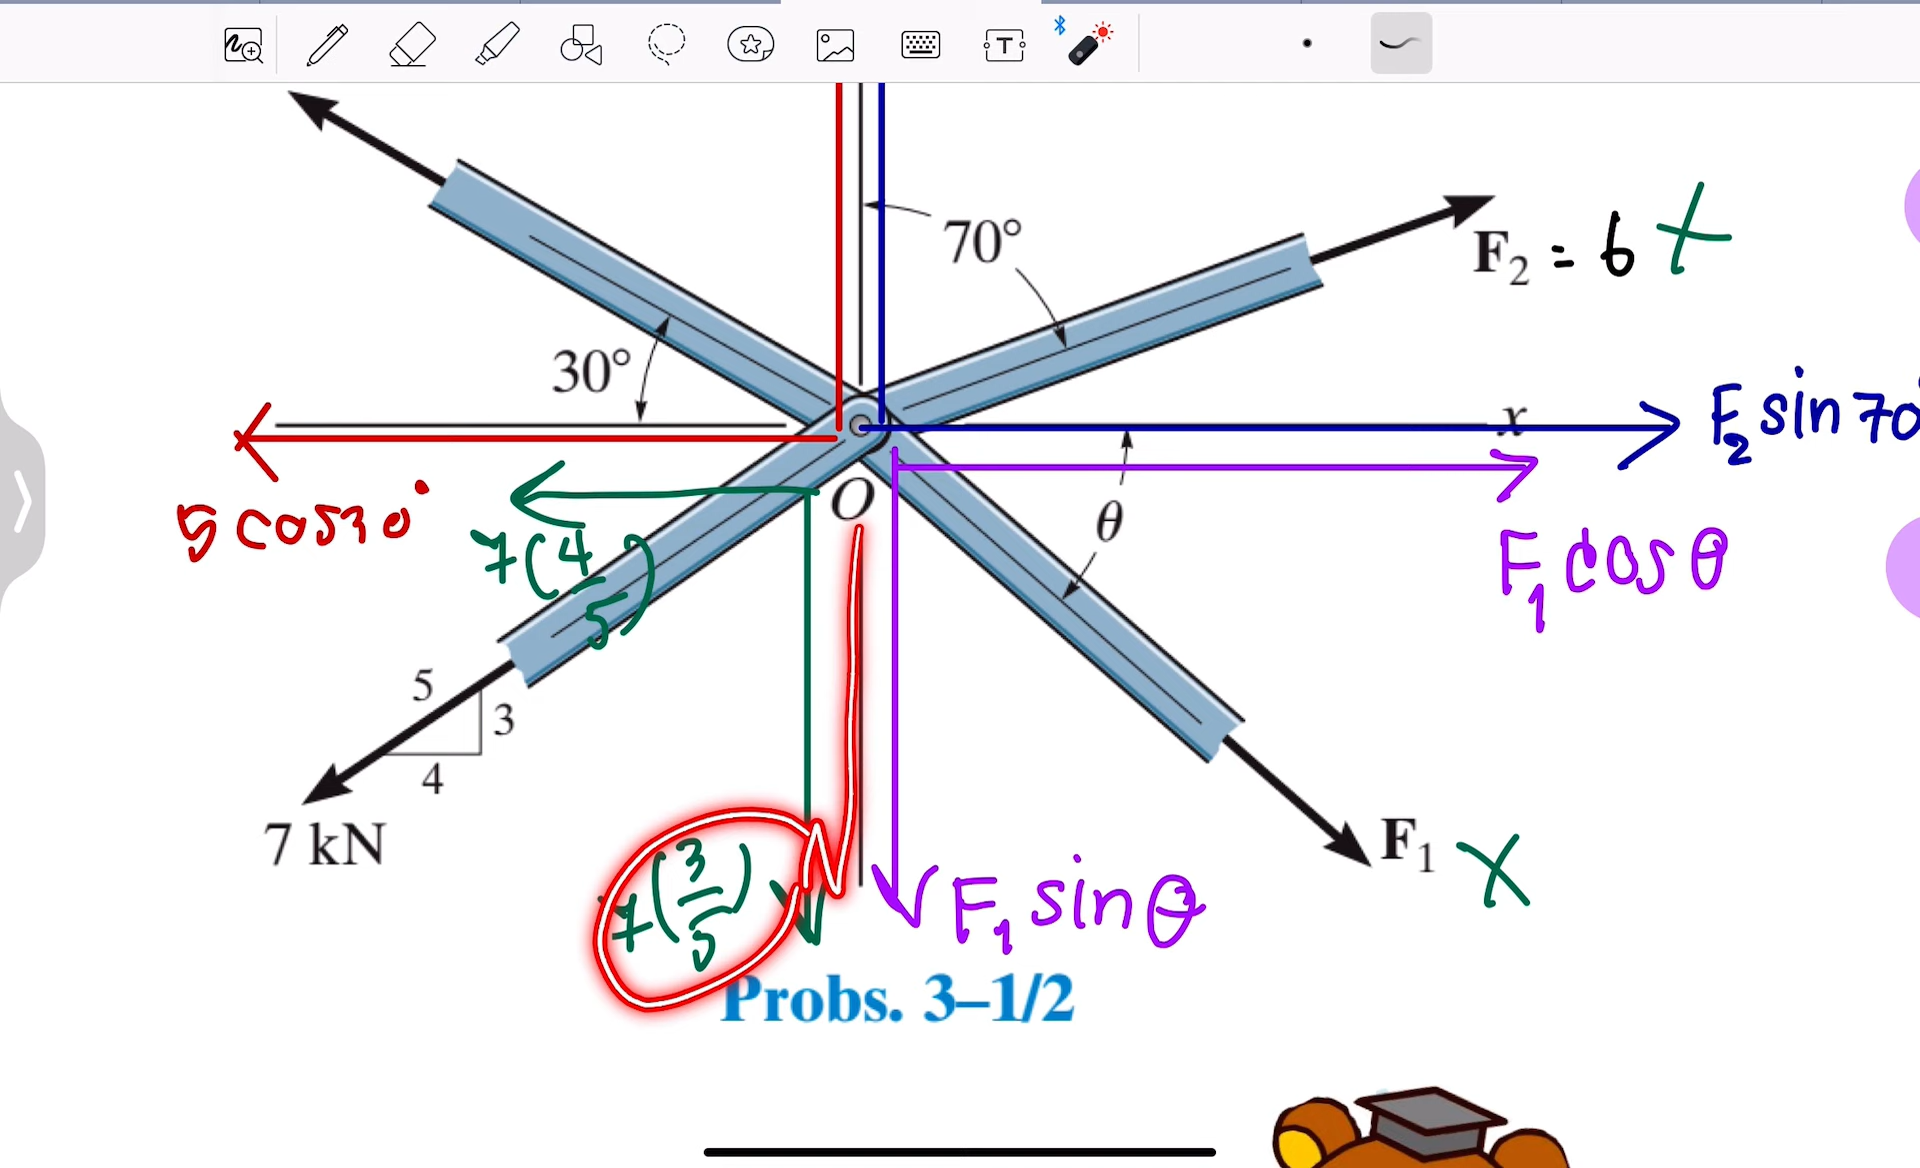 70°
F₂ = 6
30°
x
F₂ sin 70°
5 cos 30°
O
θ
7(4/5)
F₁ cos θ
5
3
4
7 kN
F₁
7(3/5)
F₁ sin θ
Probs. 3–1/2